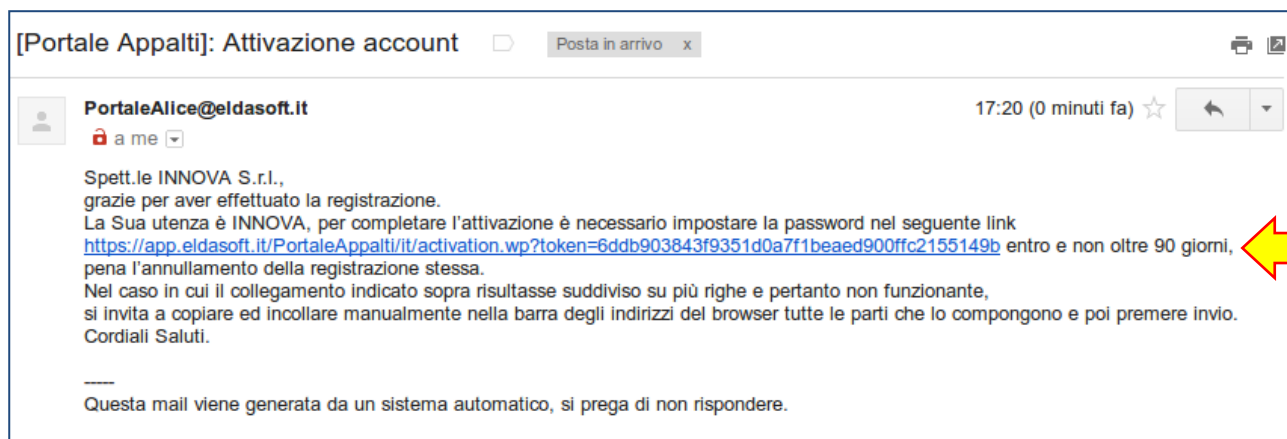 [Portale Appalti]: Attivazione account Posta in arrivo x
PortaleAlice@eldasoft.it 17:20 (0 minuti fa)
a me
Spett.le INNOVA S.r.l.,
grazie per aver effettuato la registrazione.
La Sua utenza è INNOVA, per completare l'attivazione è necessario impostare la password nel seguente link
https://app.eldasoft.it/PortaleAppalti/it/activation.wp?token=6ddb903843f9351d0a7f1beaed900ffc2155149b entro e non oltre 90 giorni,
pena l'annullamento della registrazione stessa.
Nel caso in cui il collegamento indicato sopra risultasse suddiviso su più righe e pertanto non funzionante,
si invita a copiare ed incollare manualmente nella barra degli indirizzi del browser tutte le parti che lo compongono e poi premere invio.
Cordiali Saluti.
-----
Questa mail viene generata da un sistema automatico, si prega di non rispondere.